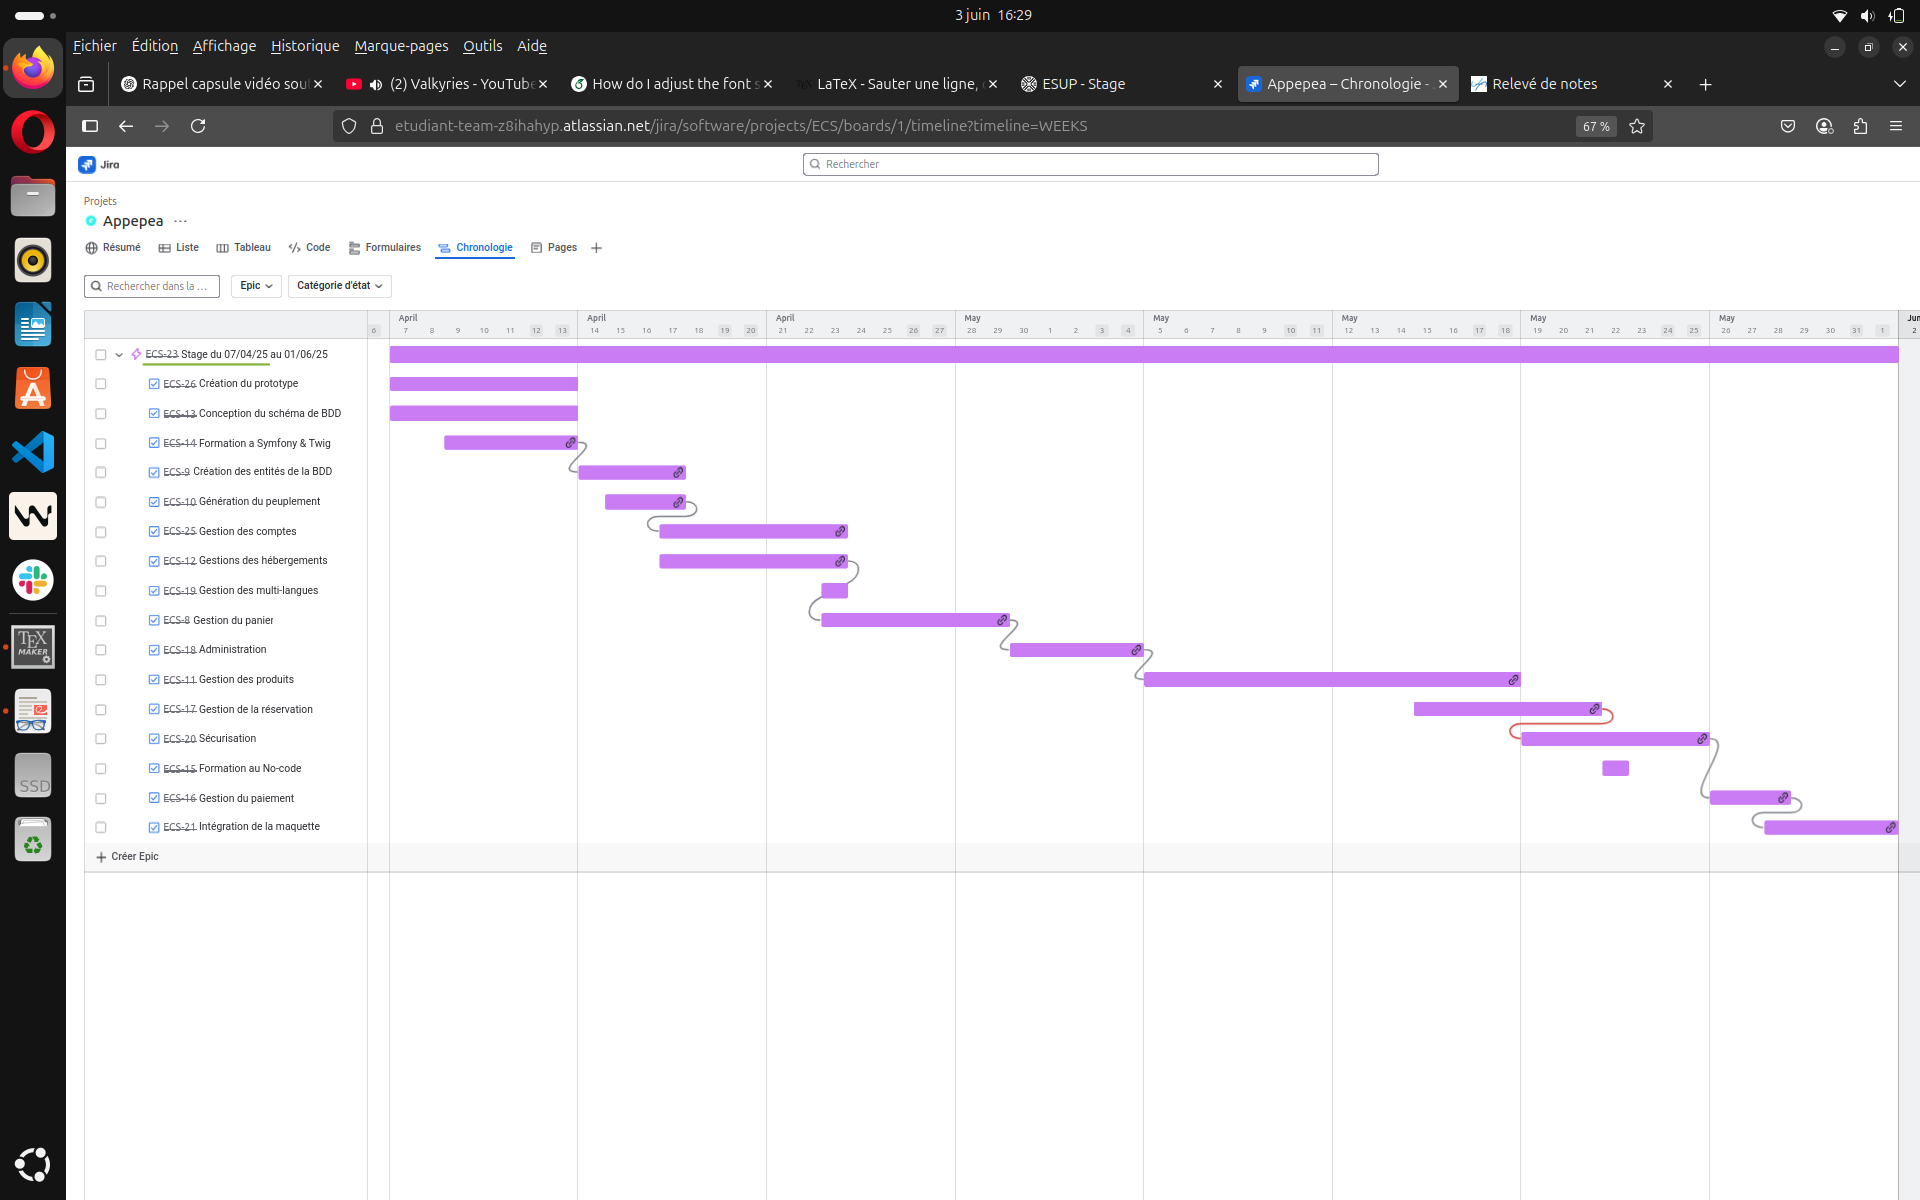 3 juin 16:29
Fichier Édition Affichage Historique Marque-pages Outils Aide
Rappel capsule vidéo sou
(2) Valkyries - YouTube
How do I adjust the font s
LaTeX - Sauter une ligne,
ESUP - Stage
Appepea – Chronologie -
Relevé de notes
etudiant-team-z8ihahyp.atlassian.net/jira/software/projects/ECS/boards/1/timeline?timeline=WEEKS
67 %
Jira
Rechercher
Projets
Appepea ...
Résumé Liste Tableau Code Formulaires Chronologie Pages
Rechercher dans la ... Epic Catégorie d'état
April April April May May May May May Jun
6 7 8 9 10 11 12 13 14 15 16 17 18 19 20 21 22 23 24 25 26 27 28 29 30 1 2 3 4 5 6 7 8 9 10 11 12 13 14 15 16 17 18 19 20 21 22 23 24 25 26 27 28 29 30 31 1 2
ECS-23 Stage du 07/04/25 au 01/06/25
ECS-26 Création du prototype
ECS-13 Conception du schéma de BDD
ECS-14 Formation a Symfony & Twig
ECS-9 Création des entités de la BDD
ECS-10 Génération du peuplement
ECS-25 Gestion des comptes
ECS-12 Gestions des hébergements
ECS-19 Gestion des multi-langues
ECS-8 Gestion du panier
ECS-18 Administration
ECS-11 Gestion des produits
ECS-17 Gestion de la réservation
ECS-20 Sécurisation
ECS-15 Formation au No-code
ECS-16 Gestion du paiement
ECS-21 Intégration de la maquette
Créer Epic
TEX
MAKER
SSD